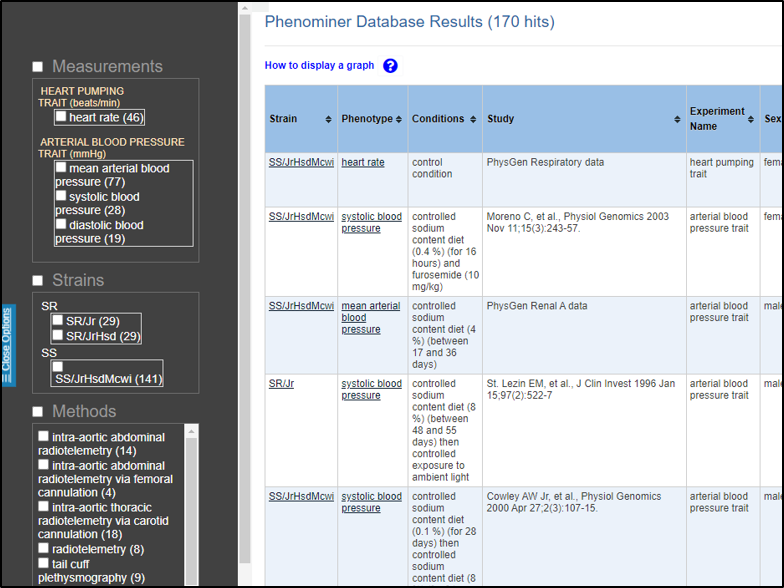 Phenominer Database Results (170 hits)
How to display a graph ?
Measurements
HEART PUMPING
TRAIT (beats/min)
heart rate (46)
ARTERIAL BLOOD PRESSURE
TRAIT (mmHg)
mean arterial blood
pressure (77)
systolic blood
pressure (28)
diastolic blood
pressure (19)
Strains
SR
SR/Jr (29)
SR/JrHsd (29)
SS
SS/JrHsdMcwi (141)
Methods
intra-aortic abdominal
radiotelemetry (14)
intra-aortic abdominal
radiotelemetry via femoral
cannulation (4)
intra-aortic thoracic
radiotelemetry via carotid
cannulation (18)
radiotelemetry (8)
tail cuff
plethysmography (9)
Close Options
Strain
Phenotype
Conditions
Study
Experiment
Name
Sex
SS/JrHsdMcwi
heart rate
control
condition
PhysGen Respiratory data
heart pumping
trait
fema
SS/JrHsdMcwi
systolic blood
pressure
controlled
sodium
content diet
(0.4 %) (for 16
hours) and
furosemide (10
mg/kg)
Moreno C, et al., Physiol Genomics 2003
Nov 11;15(3):243-57.
arterial blood
pressure trait
fema
SS/JrHsdMcwi
mean arterial
blood
pressure
controlled
sodium
content diet (4
%) (between
17 and 36
days)
PhysGen Renal A data
arterial blood
pressure trait
male
SR/Jr
systolic blood
pressure
controlled
sodium
content diet (8
%) (between
48 and 55
days) then
controlled
exposure to
ambient light
St. Lezin EM, et al., J Clin Invest 1996 Jan
15;97(2):522-7
arterial blood
pressure trait
male
SS/JrHsdMcwi
systolic blood
pressure
controlled
sodium
content diet
(0.1 %) (for 28
days) then
controlled
sodium
content diet (8
Cowley AW Jr, et al., Physiol Genomics
2000 Apr 27;2(3):107-15.
arterial blood
pressure trait
male